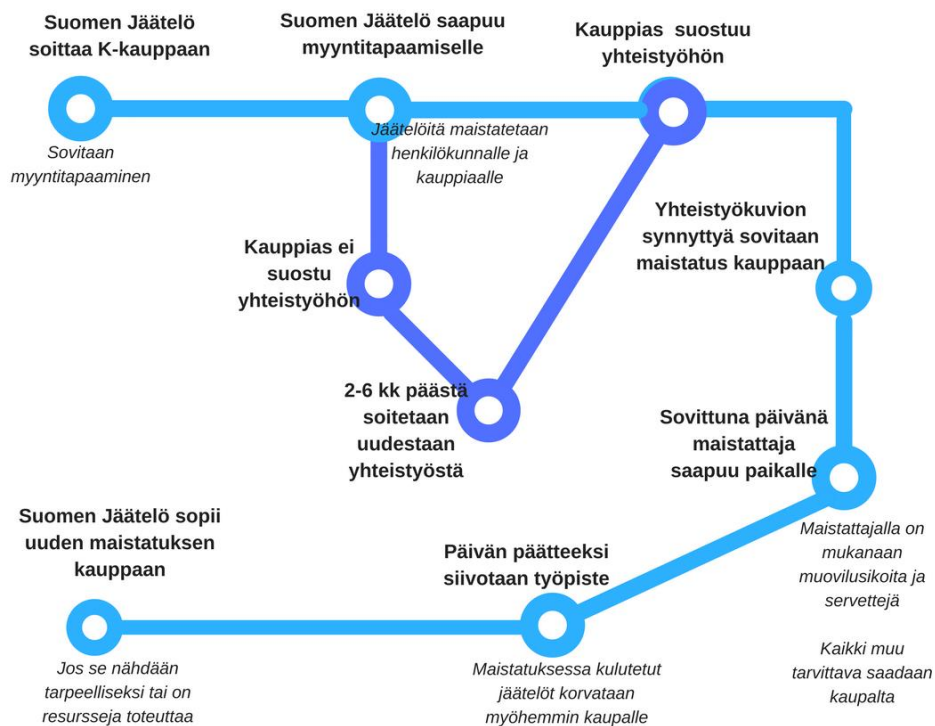 Suomen Jäätelö
soittaa K-kauppaan
Sovitaan
myyntitapaaminen
Suomen Jäätelö saapuu
myyntitapaamiselle
Jäätelöitä maistatetaan
henkilökunnalle ja
kauppiaalle
Kauppias suostuu
yhteistyöhön
Kauppias ei
suostu
yhteistyöhön
2-6 kk päästä
soitetaan
uudestaan
yhteistyöstä
Yhteistyökuvion
synnyttyä sovitaan
maistatus kauppaan
Sovittuna päivänä
maistattaja
saapuu paikalle
Maistattajalla on
mukanaan
muovilusikoita ja
servettejä
Kaikki muu
tarvittava saadaan
kaupalta
Päivän päätteeksi
siivotaan työpiste
Maistatuksessa kulutetut
jäätelöt korvataan
myöhemmin kaupalle
Suomen Jäätelö sopii
uuden maistatuksen
kauppaan
Jos se nähdään
tarpeelliseksi tai on
resursseja toteuttaa